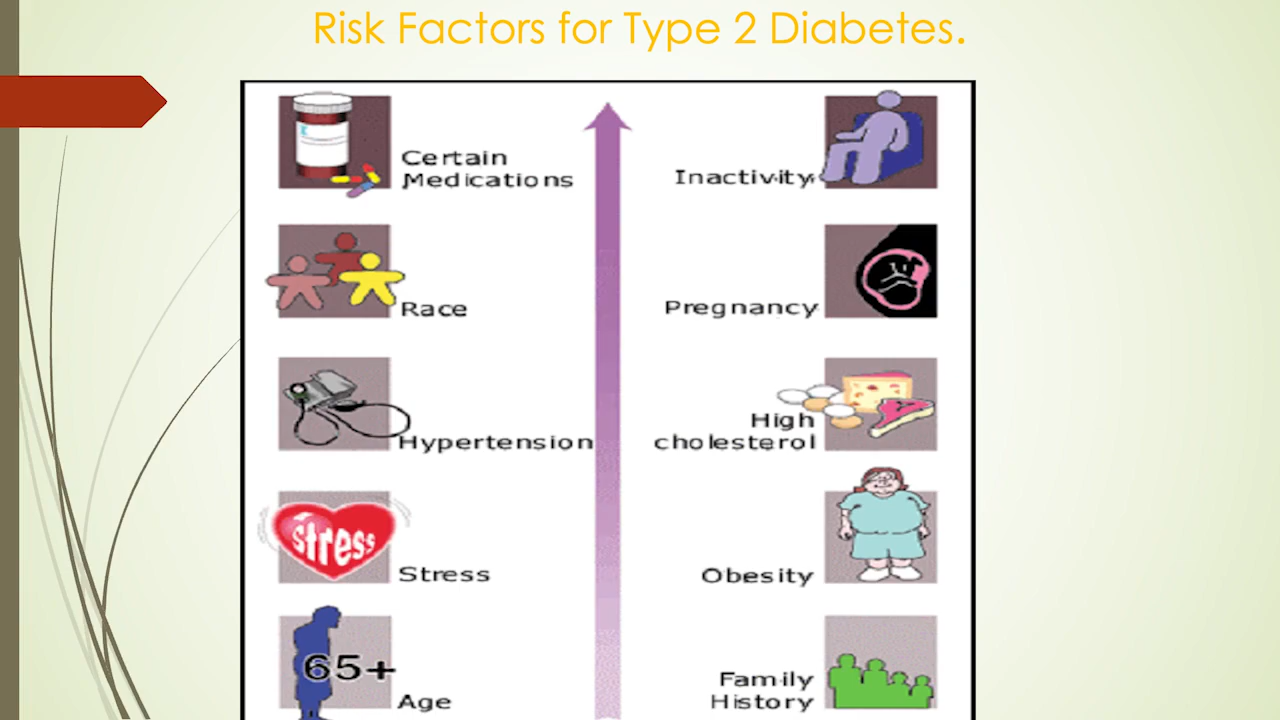 Risk Factors for Type 2 Diabetes.
Certain
Medications
Inactivity
Race
Pregnancy
Hypertension
High
cholesterol
stress
Stress
Obesity
65+
Age
Family
History